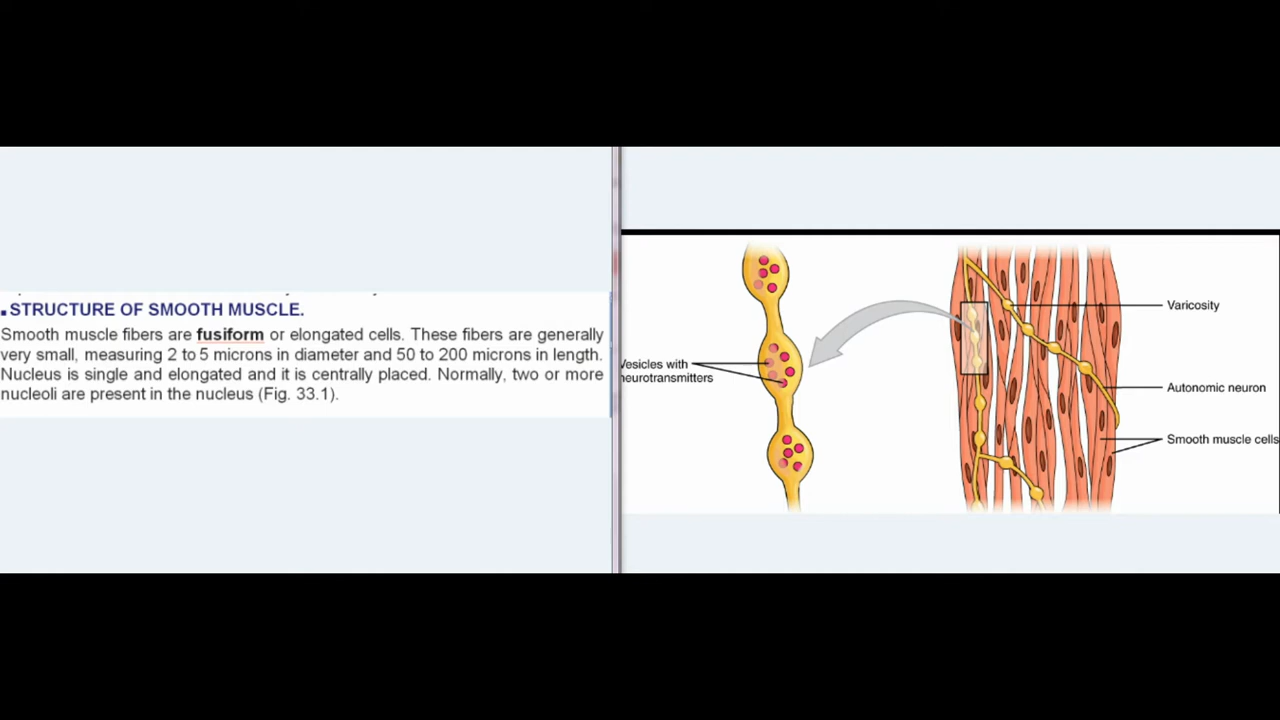 ▪STRUCTURE OF SMOOTH MUSCLE.
Smooth muscle fibers are fusiform or elongated cells. These fibers are generally
very small, measuring 2 to 5 microns in diameter and 50 to 200 microns in length.
Nucleus is single and elongated and it is centrally placed. Normally, two or more
nucleoli are present in the nucleus (Fig. 33.1).
Vesicles with
neurotransmitters
Varicosity
Autonomic neuron
Smooth muscle cells